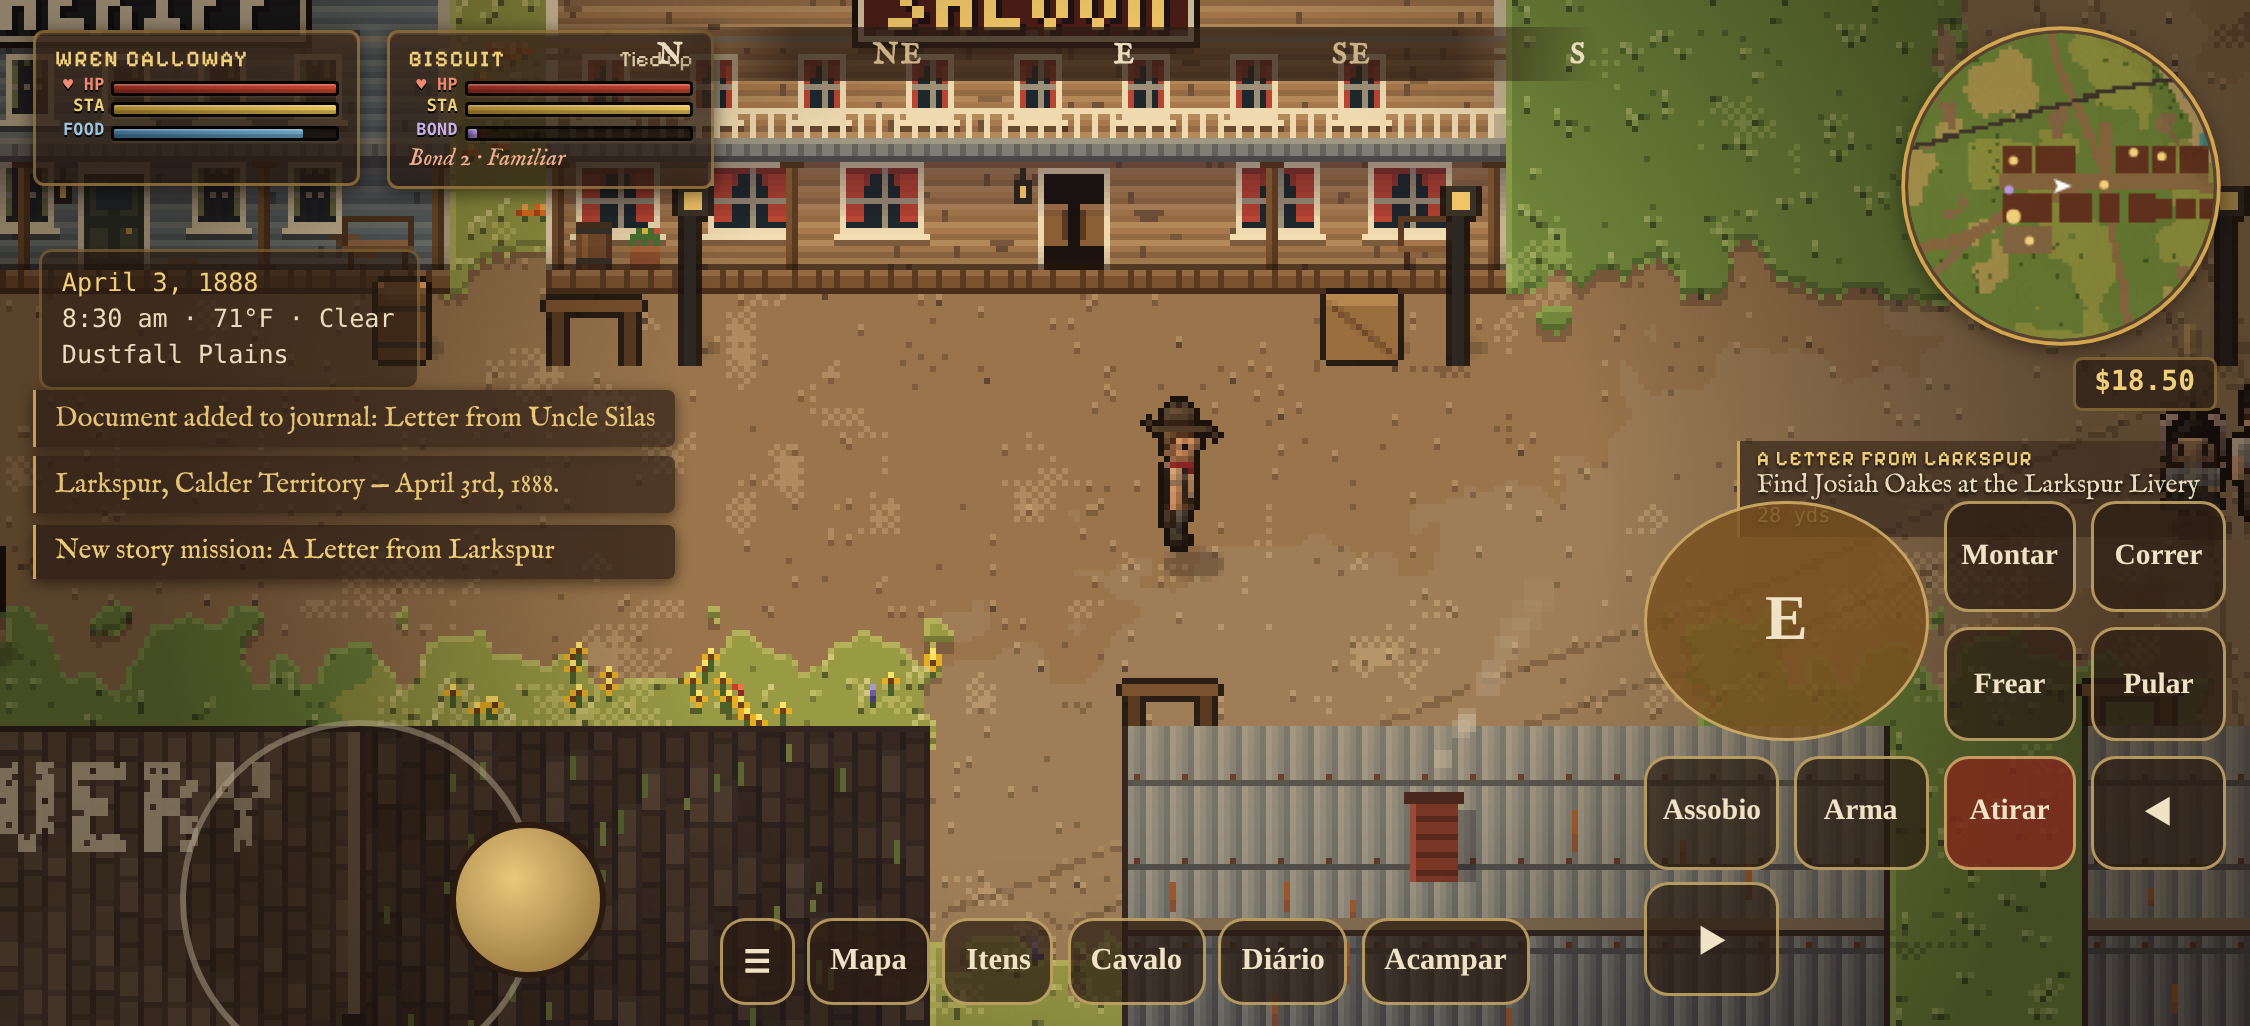 SALOON
WREN CALLOWAY
♥ HP
STA
FOOD
BISCUIT
Tied Up
♥ HP
STA
BOND
Bond 2 · Familiar
N
NE
E
SE
S
April 3, 1888
8:30 am · 71°F · Clear
Dustfall Plains
Document added to journal: Letter from Uncle Silas
Larkspur, Calder Territory — April 3rd, 1888.
New story mission: A Letter from Larkspur
$18.50
A LETTER FROM LARKSPUR
Find Josiah Oakes at the Larkspur Livery
28 yds
E
Montar
Correr
Frear
Pular
Assobio
Arma
Atirar
VERY
Mapa
Itens
Cavalo
Diário
Acampar